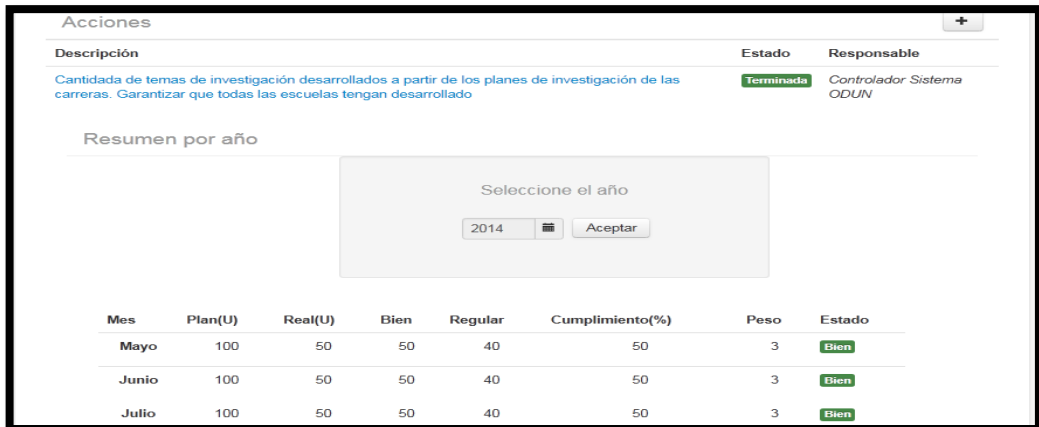 Acciones +
Descripción Estado Responsable
Cantidada de temas de investigación desarrollados a partir de los planes de investigación de las Terminada Controlador Sistema
carreras. Garantizar que todas las escuelas tengan desarrollado ODUN
Resumen por año
Seleccione el año
2014 Aceptar
Mes Plan(U) Real(U) Bien Regular Cumplimiento(%) Peso Estado
Mayo 100 50 50 40 50 3 Bien
Junio 100 50 50 40 50 3 Bien
Julio 100 50 50 40 50 3 Bien